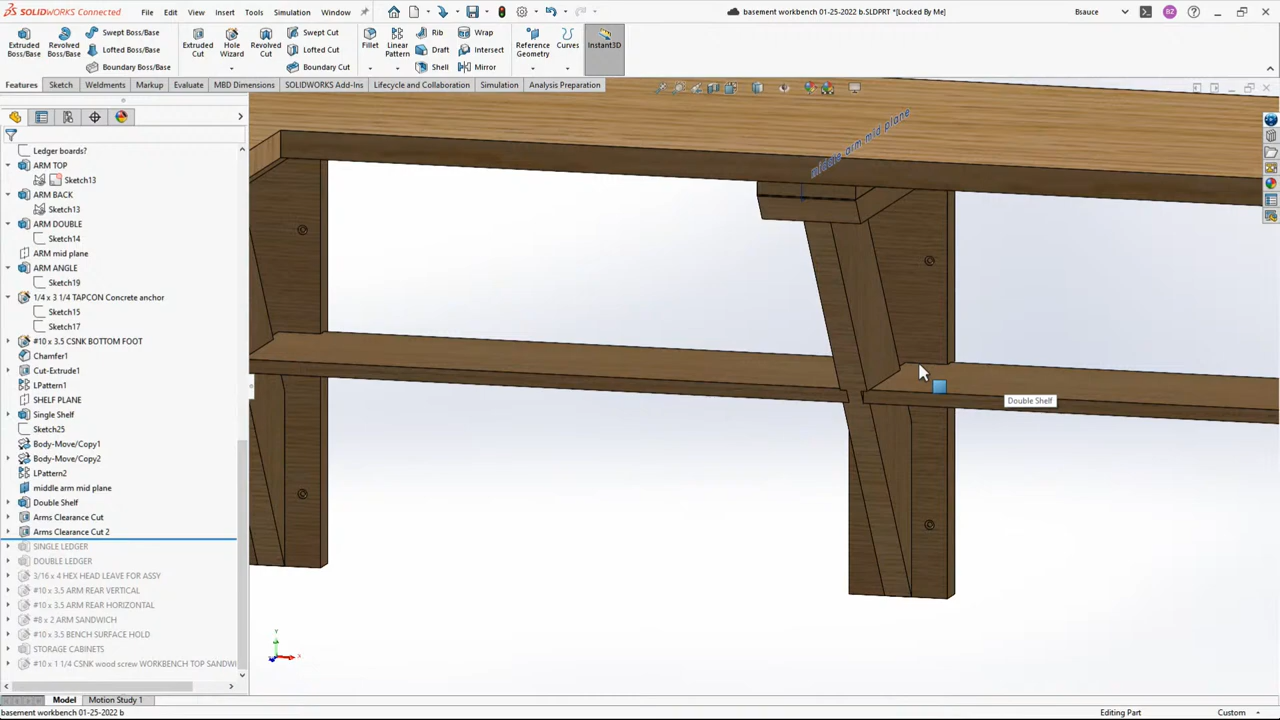 SOLIDWORKS Connected
File
Edit
View
Insert
Tools
Simulation
Window
basement workbench 01-25-2022 b.SLDPRT *[Locked By Me]
Bsauce
BZ
Extruded Boss/Base
Revolved Boss/Base
Swept Boss/Base
Lofted Boss/Base
Boundary Boss/Base
Extruded Cut
Hole Wizard
Revolved Cut
Swept Cut
Lofted Cut
Boundary Cut
Fillet
Linear Pattern
Rib
Draft
Shell
Wrap
Intersect
Mirror
Reference Geometry
Curves
Instant3D
Features
Sketch
Weldments
Markup
Evaluate
MBD Dimensions
SOLIDWORKS Add-Ins
Lifecycle and Collaboration
Simulation
Analysis Preparation
Ledger boards?
ARM TOP
Sketch13
ARM BACK
Sketch13
ARM DOUBLE
Sketch14
ARM mid plane
ARM ANGLE
Sketch19
1/4 x 3 1/4 TAPCON Concrete anchor
Sketch15
Sketch17
#10 x 3.5 CSNK BOTTOM FOOT
Chamfer1
Cut-Extrude1
LPattern1
SHELF PLANE
Single Shelf
Sketch25
Body-Move/Copy1
Body-Move/Copy2
LPattern2
middle arm mid plane
Double Shelf
Arms Clearance Cut
Arms Clearance Cut 2
SINGLE LEDGER
DOUBLE LEDGER
3/16 x 4 HEX HEAD LEAVE FOR ASSY
#10 x 3.5 ARM REAR VERTICAL
#10 x 3.5 ARM REAR HORIZONTAL
#8 x 2 ARM SANDWICH
#10 x 3.5 BENCH SURFACE HOLD
STORAGE CABINETS
#10 x 1 1/4 CSNK wood screw WORKBENCH TOP SANDWI
middle arm mid plane
Double Shelf
Y
X
Model
Motion Study 1
basement workbench 01-25-2022 b
Editing Part
Custom